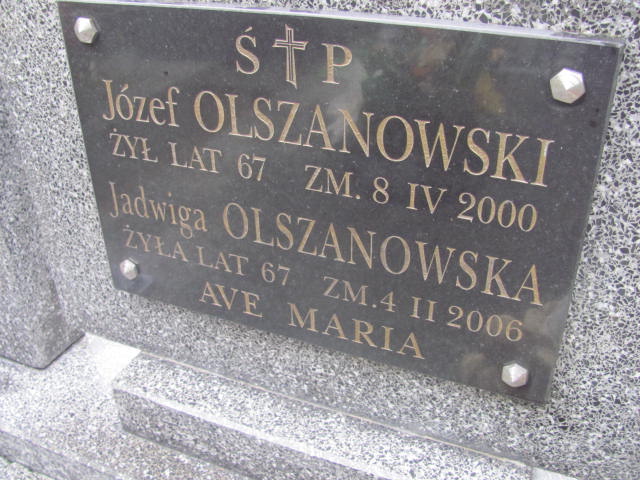 Ś † P
Józef OLSZANOWSKI
ŻYŁ LAT 67 ZM. 8 IV 2000
Jadwiga OLSZANOWSKA
ŻYŁA LAT 67 ZM. 4 II 2006
AVE MARIA